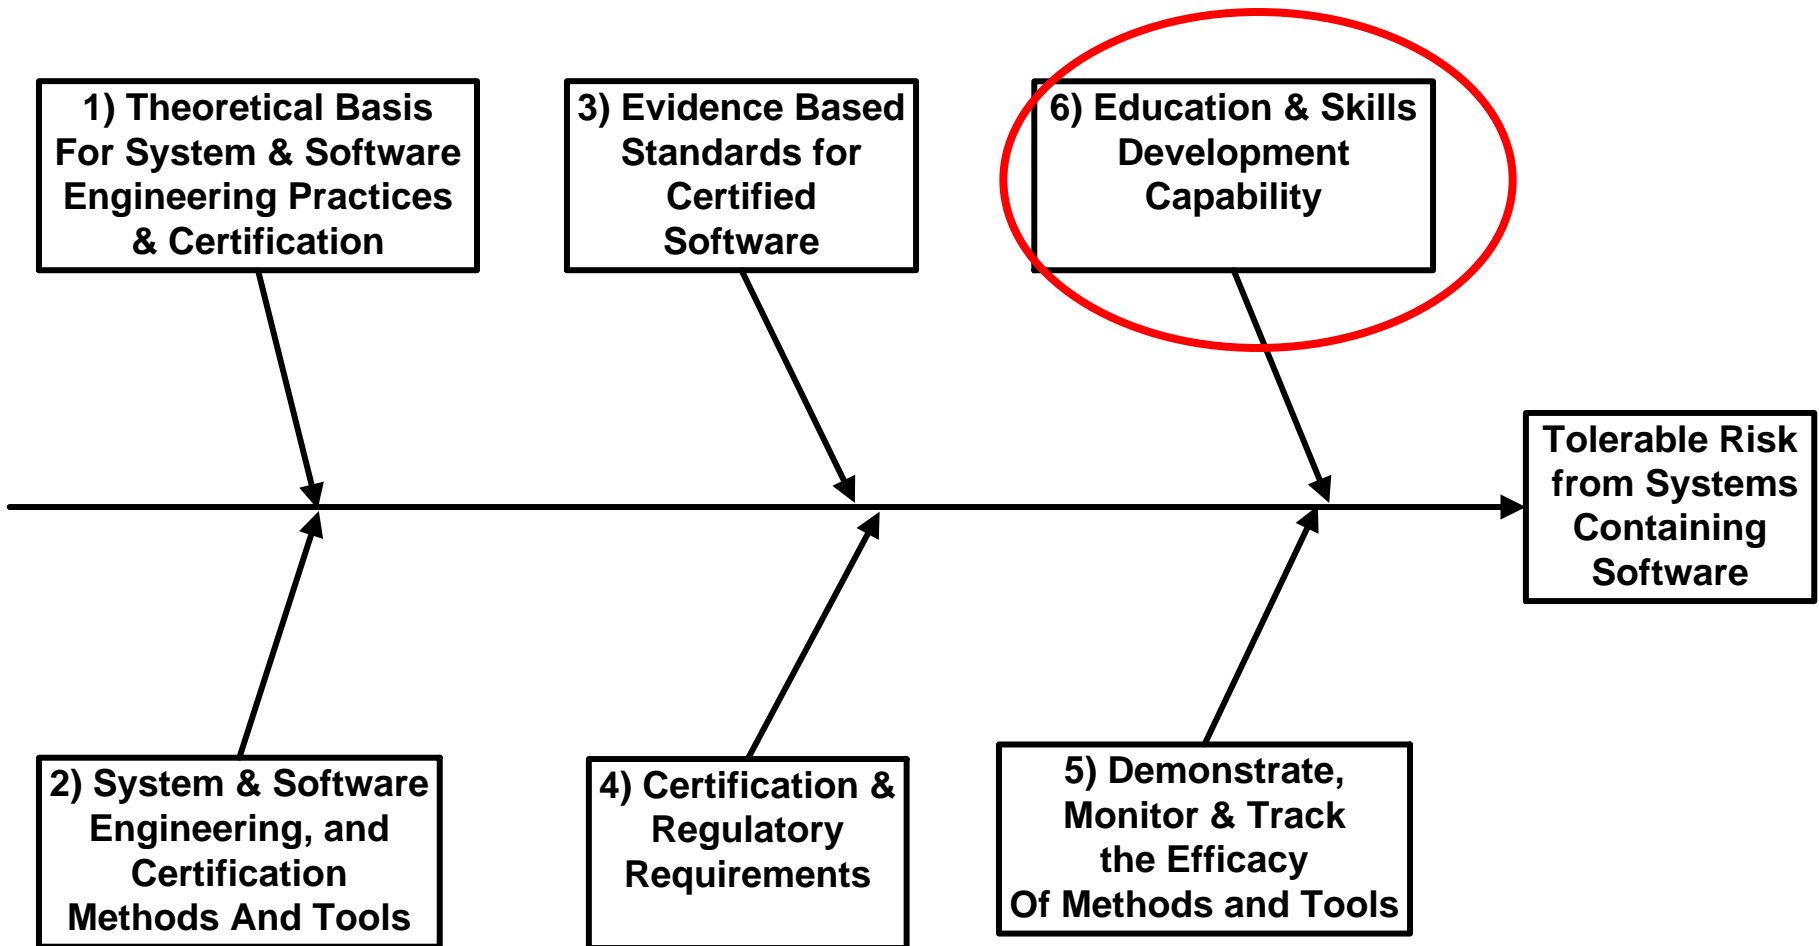 1) Theoretical Basis
For System & Software
Engineering Practices
& Certification
3) Evidence Based
Standards for
Certified
Software
6) Education & Skills
Development
Capability
Tolerable Risk
from Systems
Containing
Software
2) System & Software
Engineering, and
Certification
Methods And Tools
4) Certification &
Regulatory
Requirements
5) Demonstrate,
Monitor & Track
the Efficacy
Of Methods and Tools